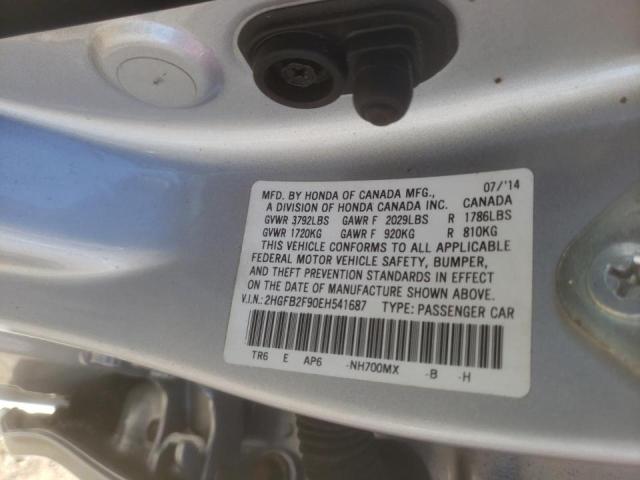 MFD. BY HONDA OF CANADA MFG., 07/'14
A DIVISION OF HONDA CANADA INC. CANADA
GVWR 3792LBS GAWR F 2029LBS R 1786LBS
GVWR 1720KG GAWR F 920KG R 810KG
THIS VEHICLE CONFORMS TO ALL APPLICABLE
FEDERAL MOTOR VEHICLE SAFETY, BUMPER,
AND THEFT PREVENTION STANDARDS IN EFFECT
ON THE DATE OF MANUFACTURE SHOWN ABOVE.
V.I.N.:2HGFB2F90EH541687 TYPE: PASSENGER CAR
TR6 E AP6 -NH700MX -B -H